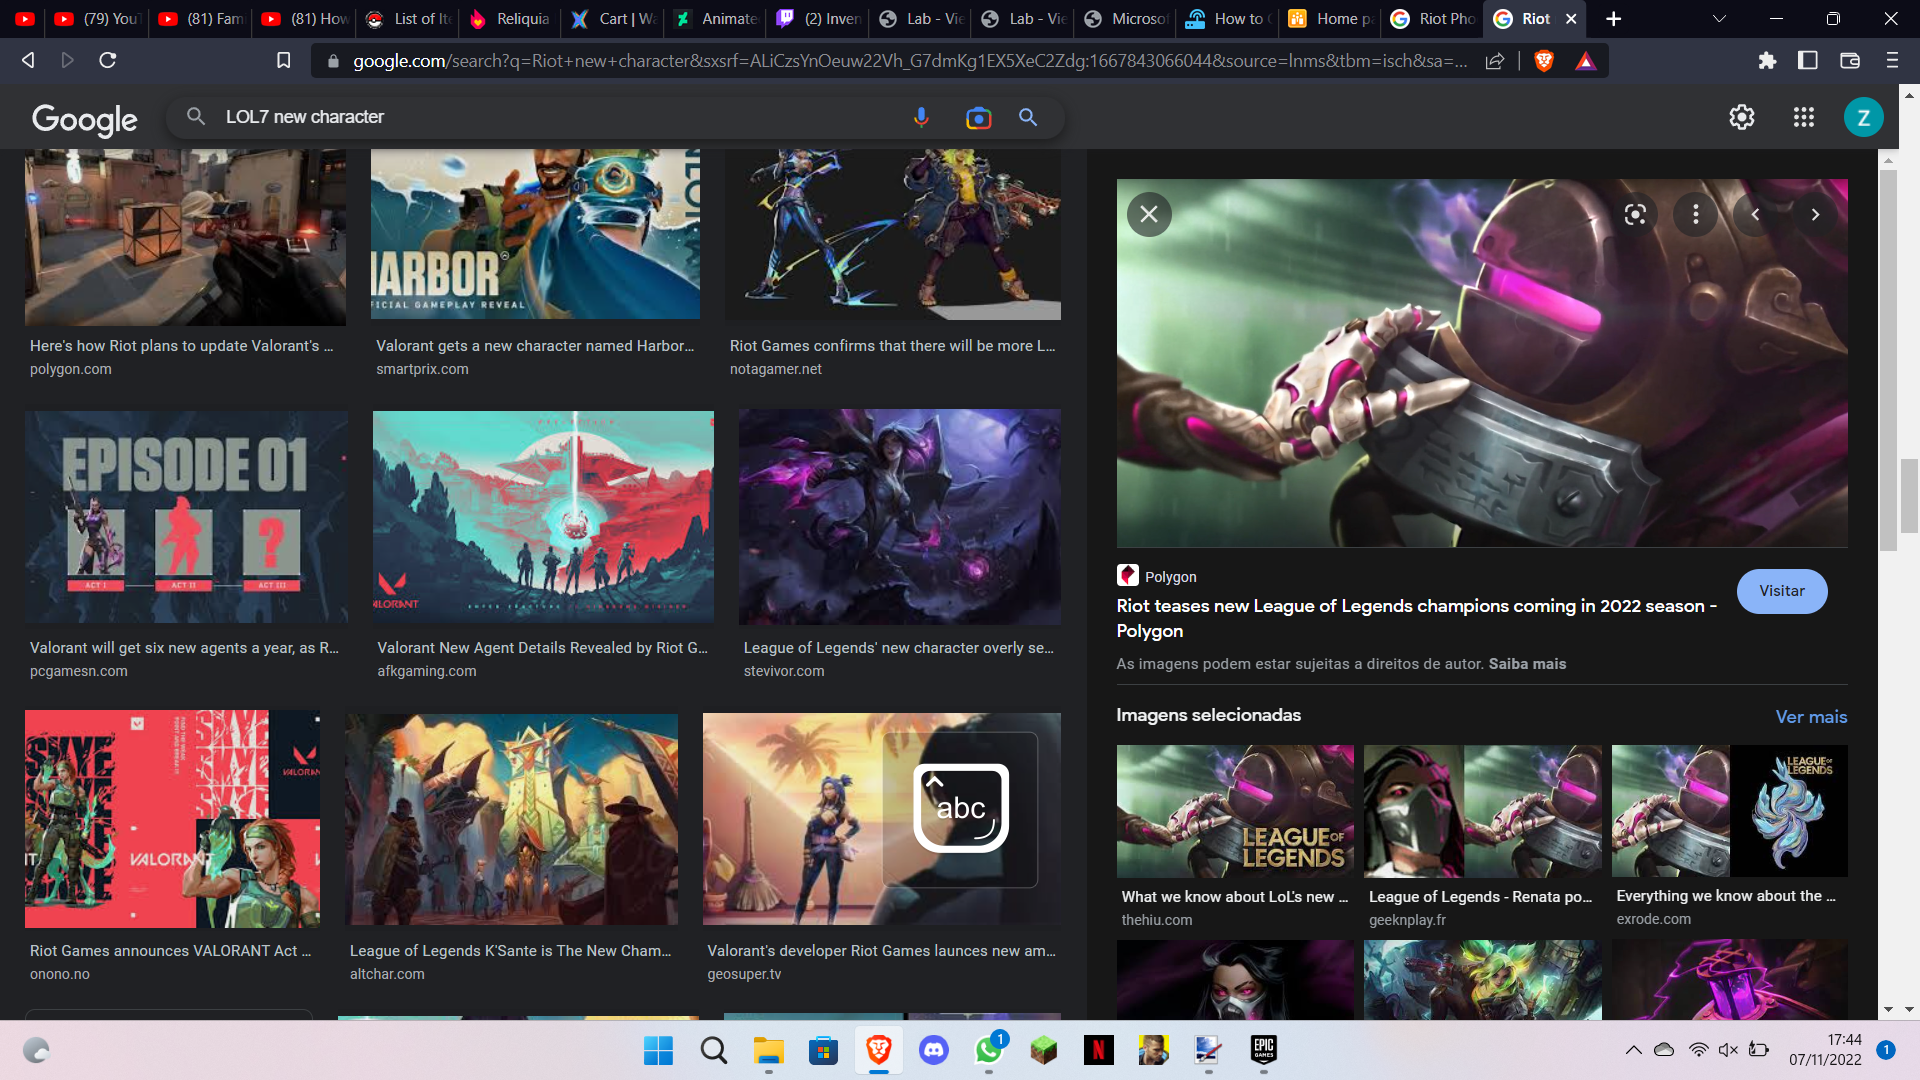 (79) You
(81) Fam
(81) How
List of Ite
Reliquia
Cart | Wa
Animate
(2) Inven
Lab - Vie
Lab - Vie
Microsof
How to C
Home pa
Riot Pho
Riot
google.com/search?q=Riot+new+character&sxsrf=ALiCzsYnOeuw22Vh_G7dmKg1EX5XeC2Zdg:1667843066044&source=lnms&tbm=isch&sa=...
Google
LOL7 new character
Z
HARBOR
OFFICIAL GAMEPLAY REVEAL
Here's how Riot plans to update Valorant's ...
polygon.com
Valorant gets a new character named Harbor...
smartprix.com
Riot Games confirms that there will be more L...
notagamer.net
EPISODE 01
?
ACT I
ACT II
ACT III
VALORANT
Valorant will get six new agents a year, as R...
pcgamesn.com
Valorant New Agent Details Revealed by Riot G...
afkgaming.com
League of Legends' new character overly se...
stevivor.com
SKYE
VALORANT
VALORANT
abc
Riot Games announces VALORANT Act ...
onono.no
League of Legends K'Sante is The New Cham...
altchar.com
Valorant's developer Riot Games launces new am...
geosuper.tv
Polygon
Riot teases new League of Legends champions coming in 2022 season -
Polygon
Visitar
As imagens podem estar sujeitas a direitos de autor. Saiba mais
Imagens selecionadas
Ver mais
LEAGUE OF
LEGENDS
LEAGUE OF
LEGENDS
What we know about LoL's new ...
thehiu.com
League of Legends - Renata po...
geeknplay.fr
Everything we know about the ...
exrode.com
1
N
EPIC
GAMES
17:44
07/11/2022
1